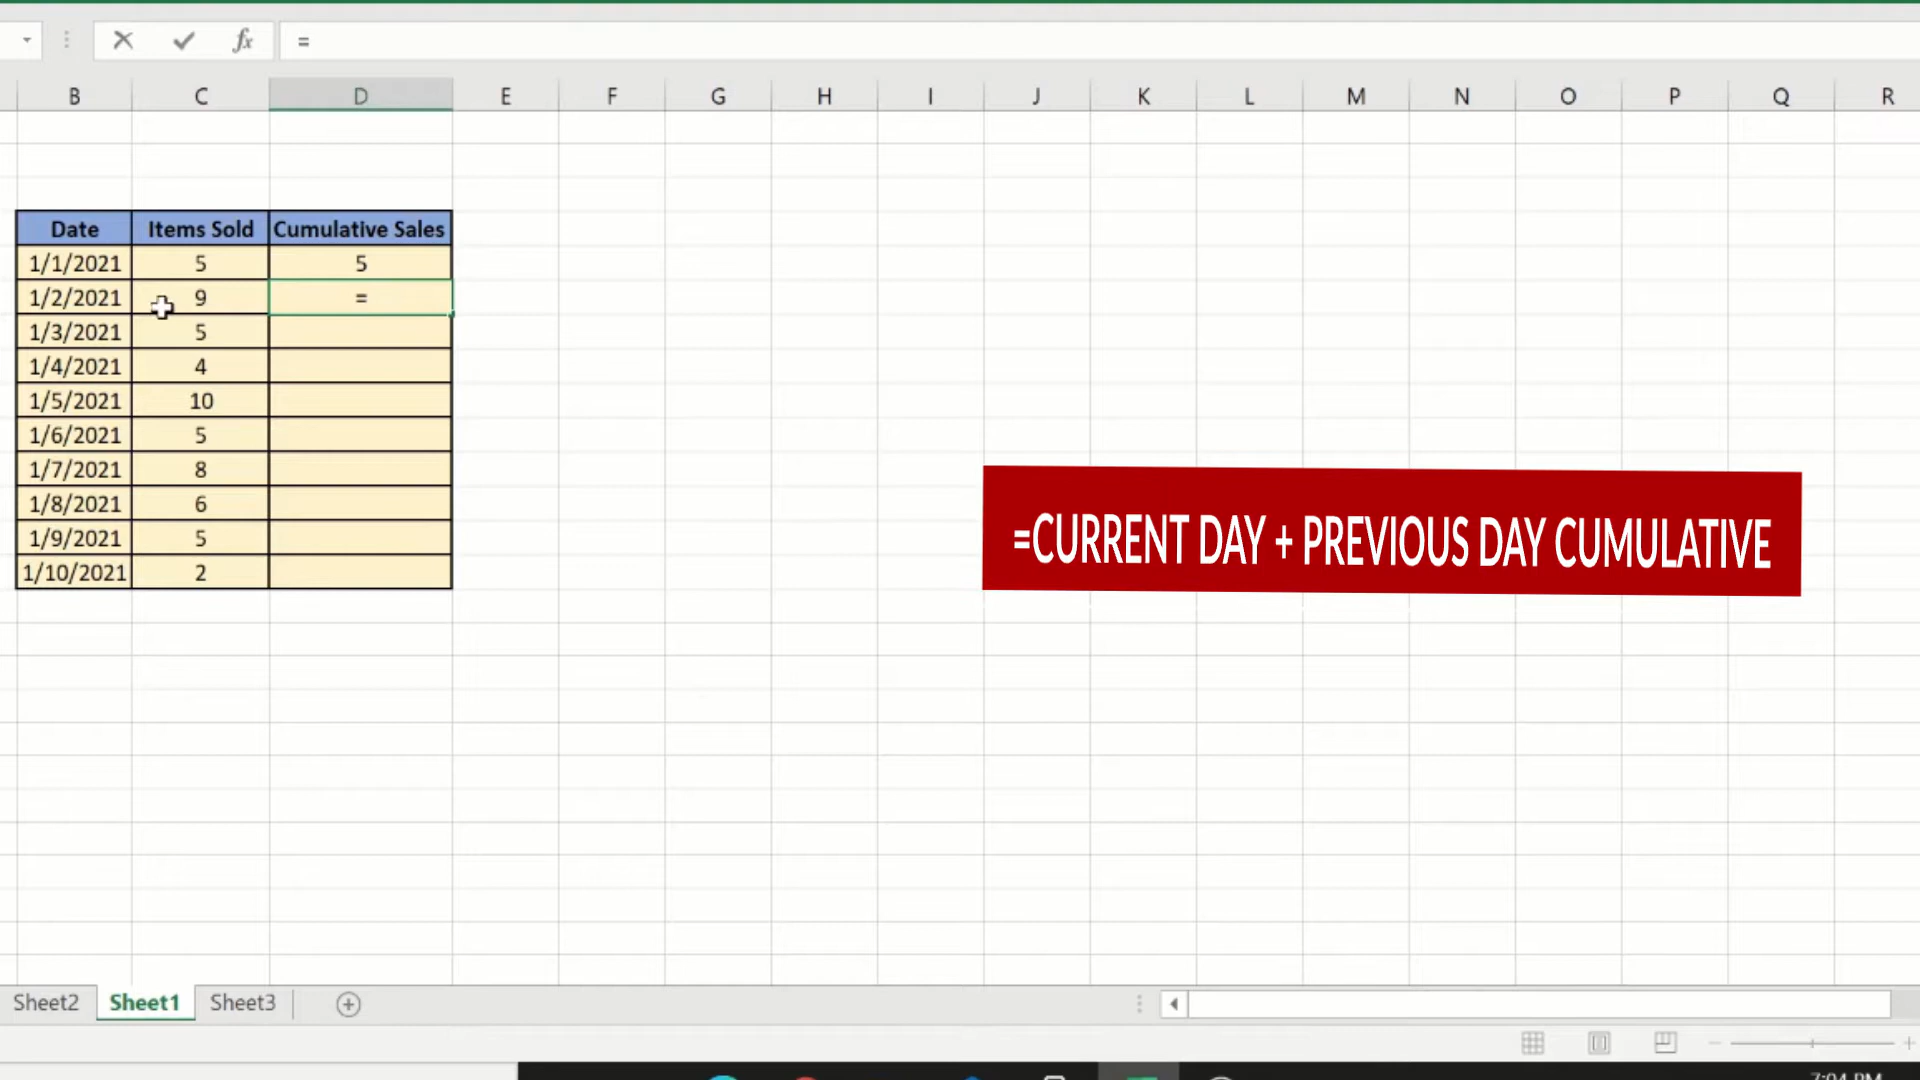 =
B C D E F G H I J K L M N O P Q R
Date Items Sold Cumulative Sales
1/1/2021 5 5
1/2/2021 9 =
1/3/2021 5
1/4/2021 4
1/5/2021 10
1/6/2021 5
1/7/2021 8
1/8/2021 6
1/9/2021 5
1/10/2021 2
=CURRENT DAY + PREVIOUS DAY CUMULATIVE
Sheet2 Sheet1 Sheet3
7:04 PM